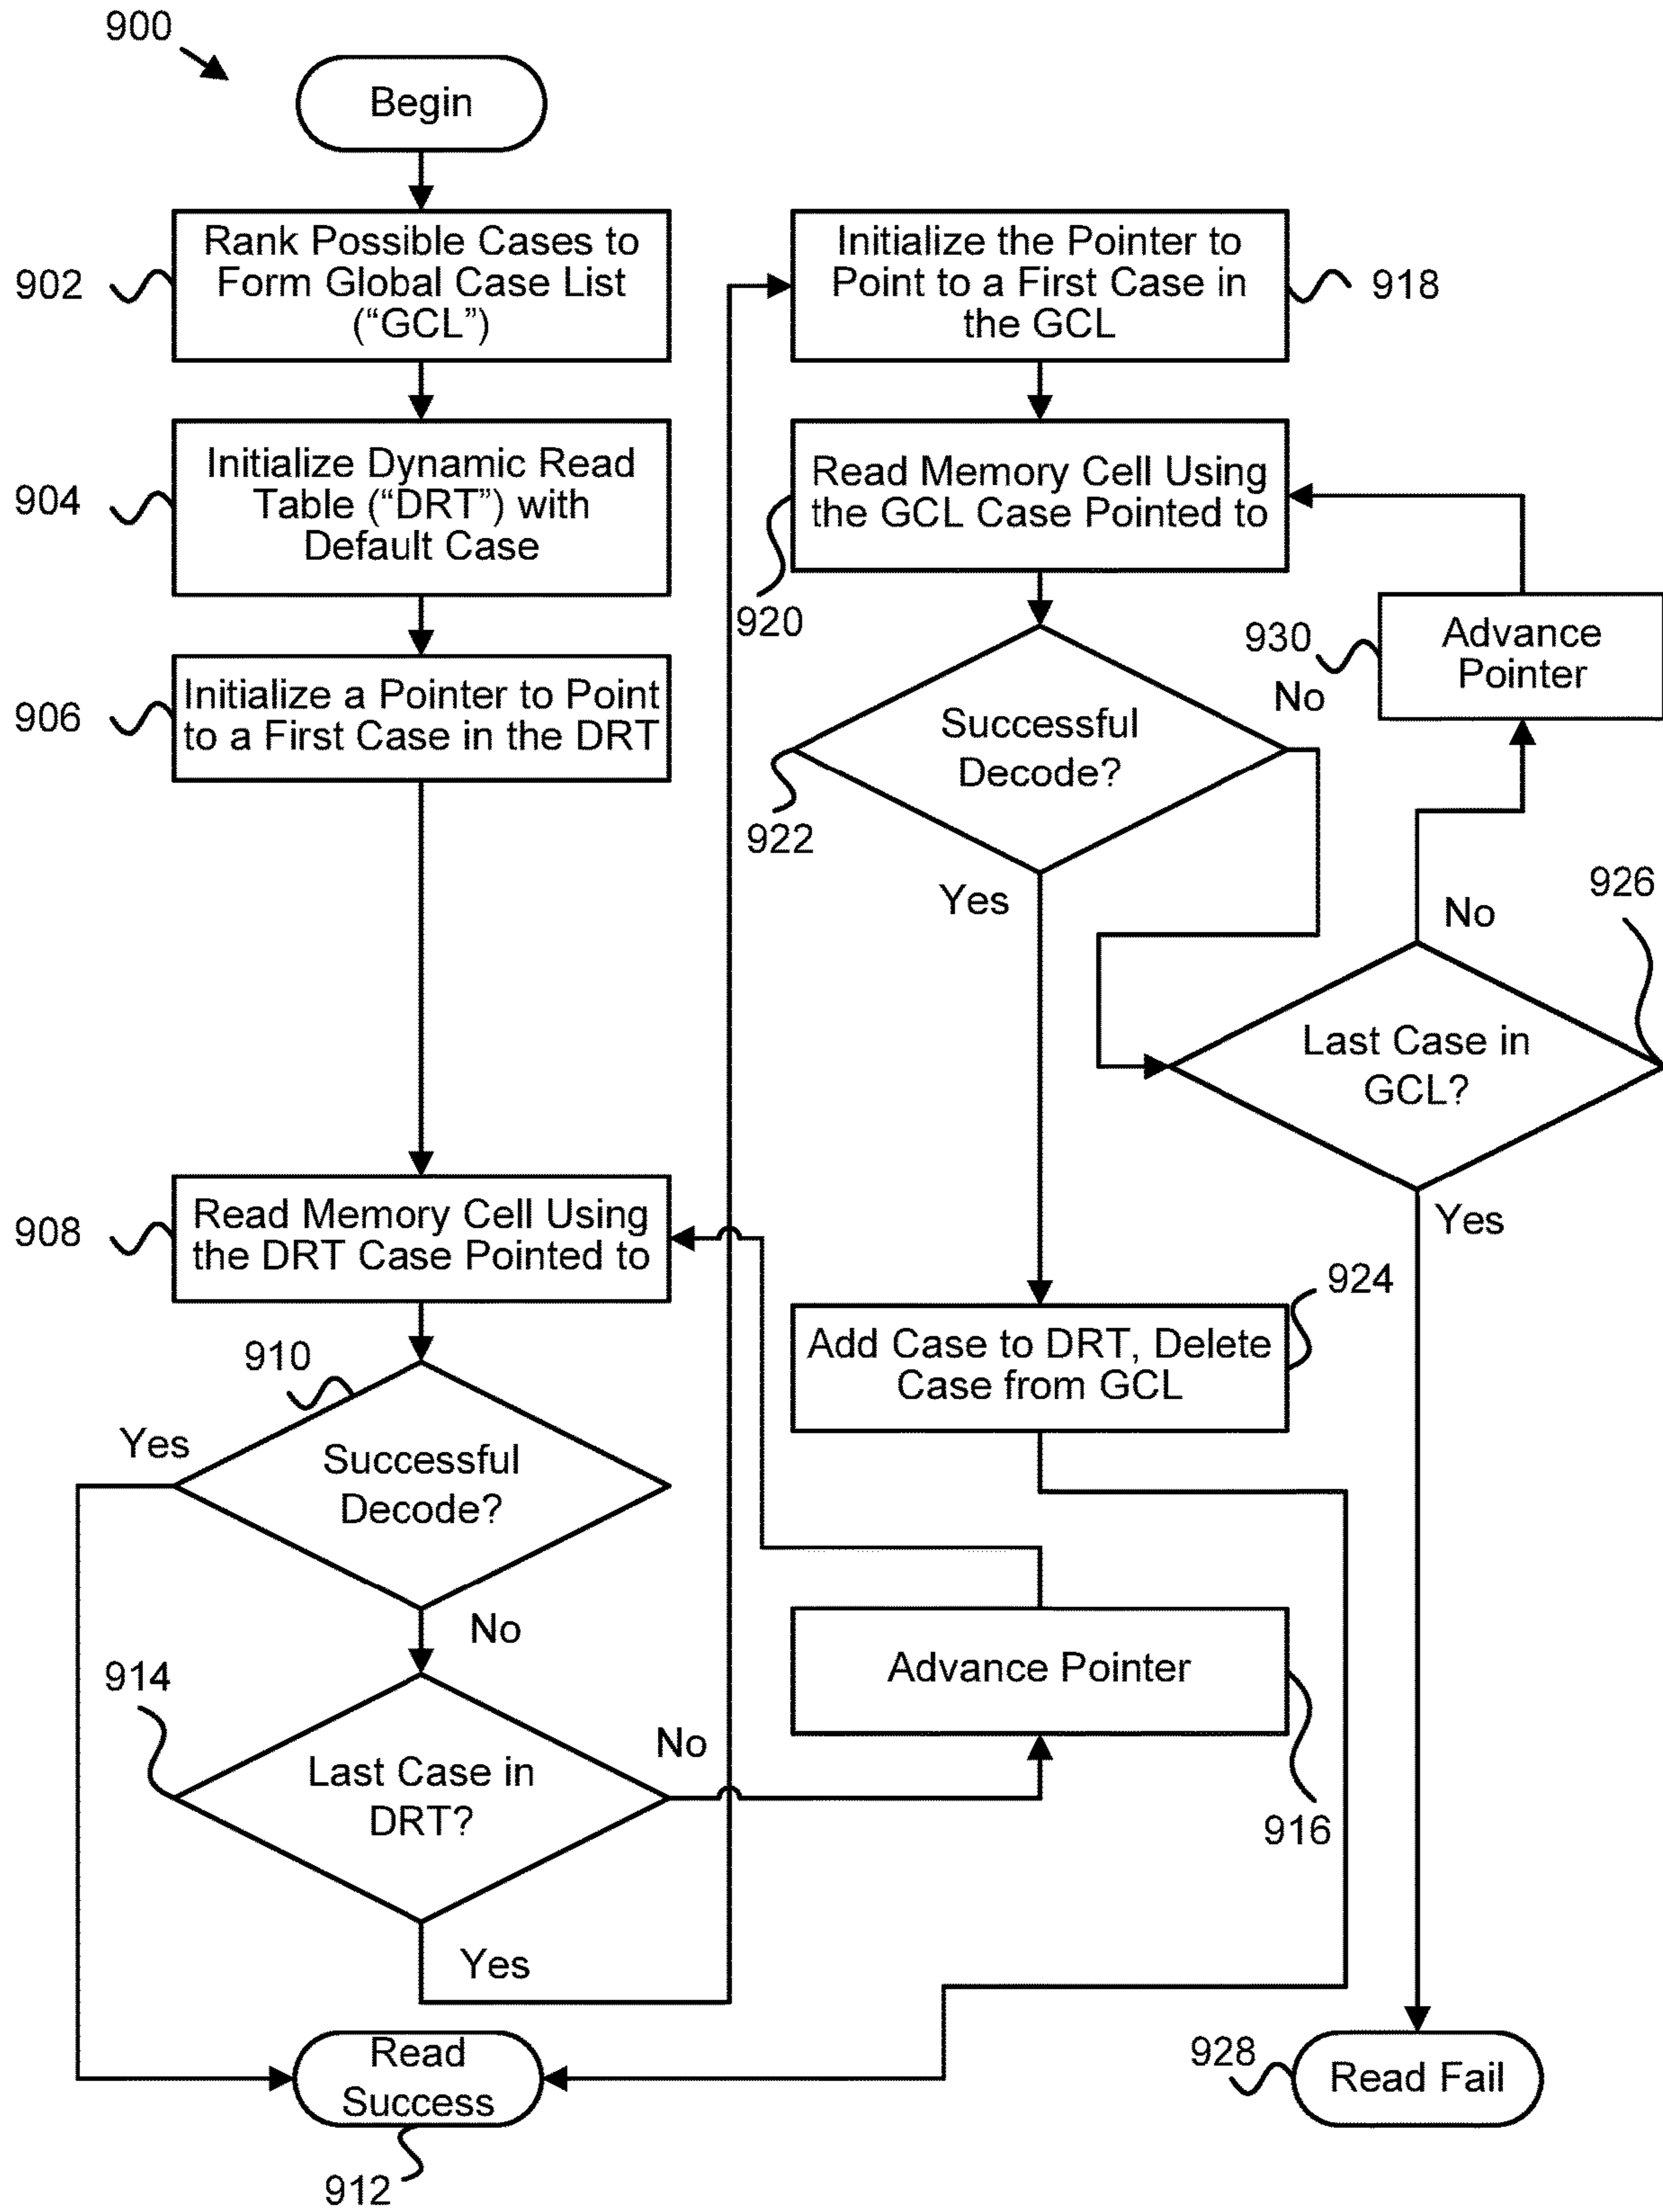 900
Begin
902
Rank Possible Cases to
Form Global Case List
(“GCL”)
904
Initialize Dynamic Read
Table (“DRT”) with
Default Case
906
Initialize a Pointer to Point
to a First Case in the DRT
908
Read Memory Cell Using
the DRT Case Pointed to
910
Yes
Successful
Decode?
No
914
Last Case in
DRT?
No
Yes
Read
Success
912
Initialize the Pointer to
Point to a First Case in
the GCL
918
Read Memory Cell Using
the GCL Case Pointed to
920
930
Advance
Pointer
No
Successful
Decode?
922
Yes
926
No
Last Case in
GCL?
Yes
924
Add Case to DRT, Delete
Case from GCL
Advance Pointer
916
928
Read Fail